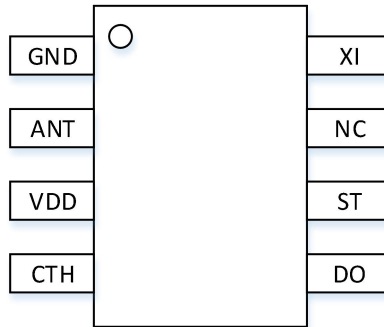 GND XI
ANT NC
VDD ST
CTH DO